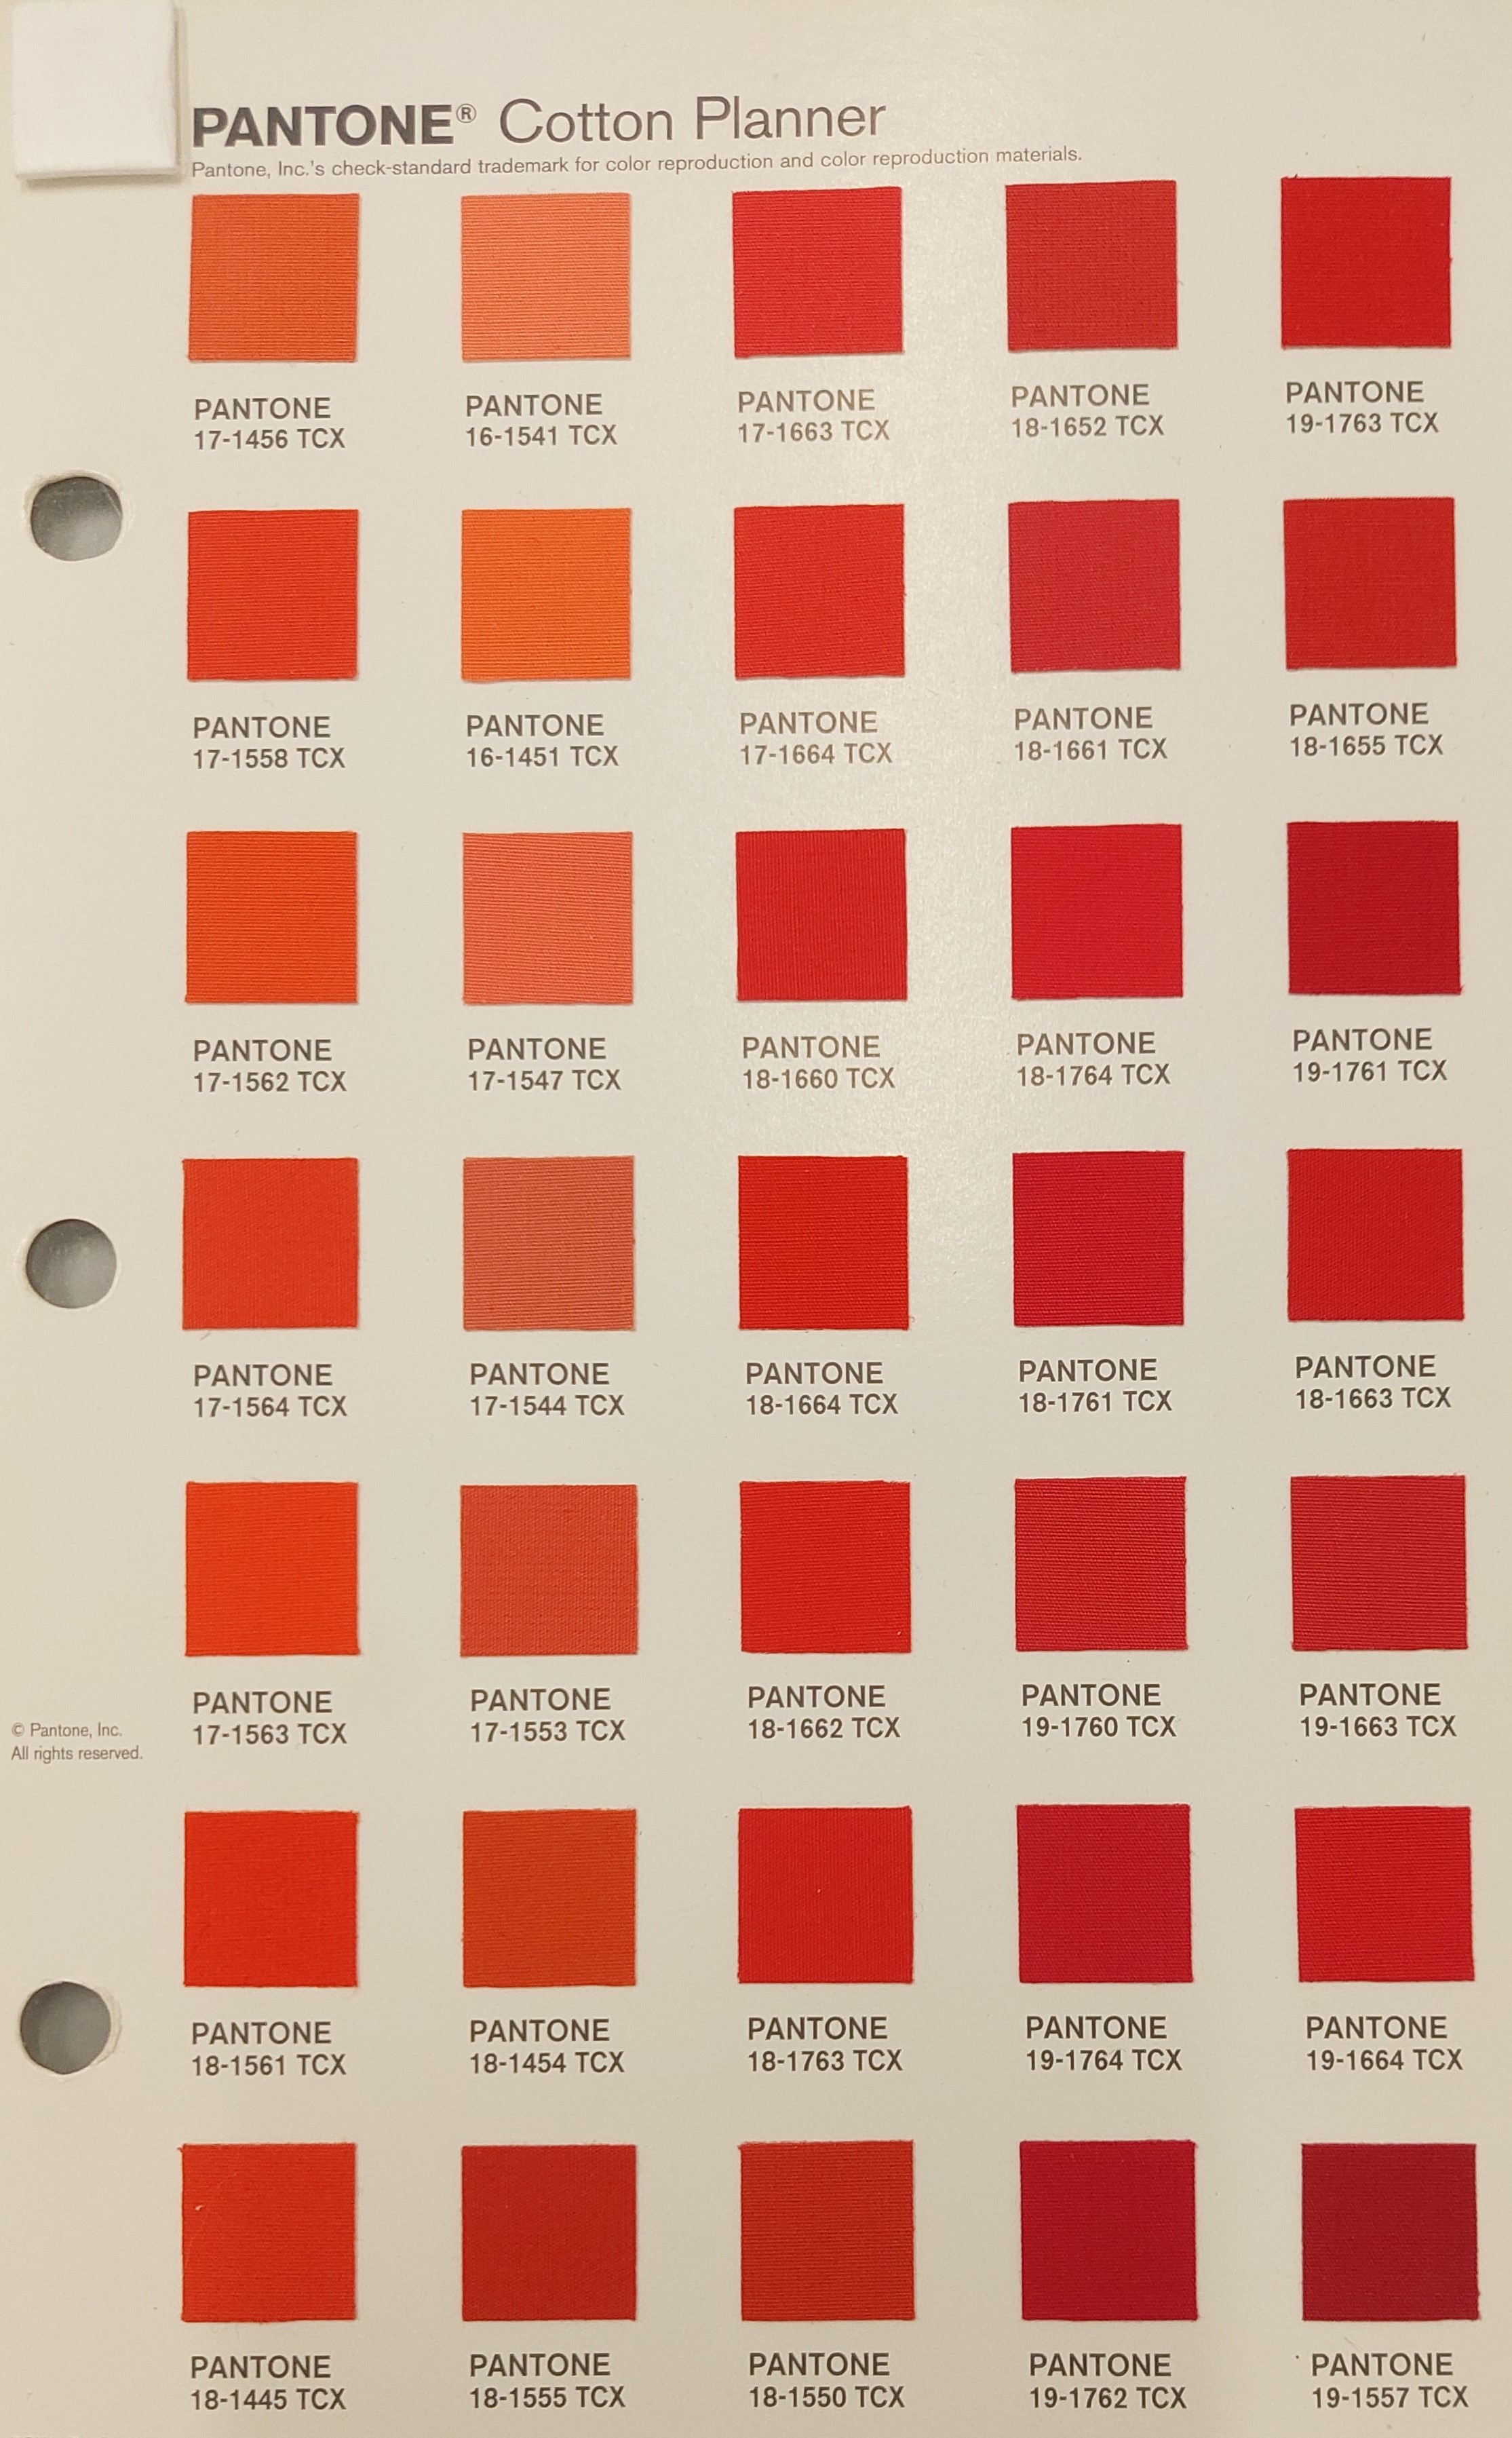 PANTONE® Cotton Planner
Pantone, Inc.'s check-standard trademark for color reproduction and color reproduction materials.
PANTONE PANTONE PANTONE PANTONE PANTONE
17-1456 TCX 16-1541 TCX 17-1663 TCX 18-1652 TCX 19-1763 TCX
PANTONE PANTONE PANTONE PANTONE PANTONE
17-1558 TCX 16-1451 TCX 17-1664 TCX 18-1661 TCX 18-1655 TCX
PANTONE PANTONE PANTONE PANTONE PANTONE
17-1562 TCX 17-1547 TCX 18-1660 TCX 18-1764 TCX 19-1761 TCX
PANTONE PANTONE PANTONE PANTONE PANTONE
17-1564 TCX 17-1544 TCX 18-1664 TCX 18-1761 TCX 18-1663 TCX
PANTONE PANTONE PANTONE PANTONE PANTONE
17-1563 TCX 17-1553 TCX 18-1662 TCX 19-1760 TCX 19-1663 TCX
© Pantone, Inc.
All rights reserved.
PANTONE PANTONE PANTONE PANTONE PANTONE
18-1561 TCX 18-1454 TCX 18-1763 TCX 19-1764 TCX 19-1664 TCX
PANTONE PANTONE PANTONE PANTONE PANTONE
18-1445 TCX 18-1555 TCX 18-1550 TCX 19-1762 TCX 19-1557 TCX